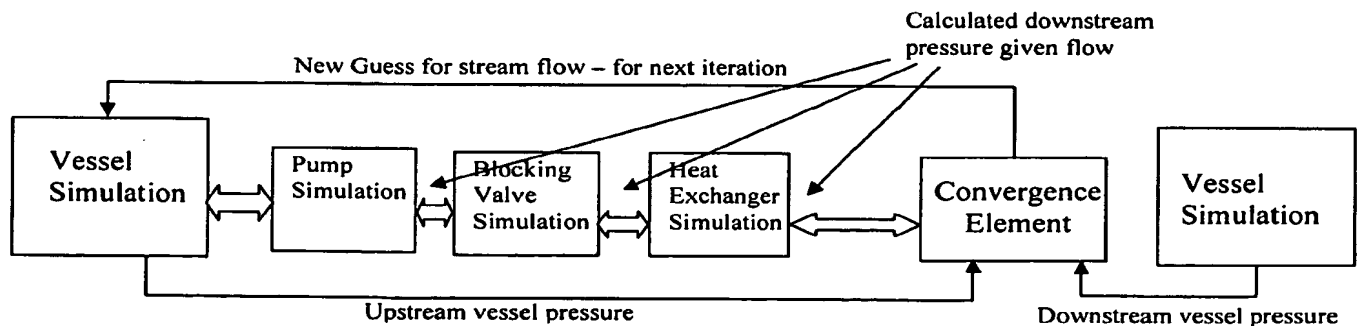 Calculated downstream
pressure given flow
New Guess for stream flow – for next iteration
Vessel
Simulation
Pump
Simulation
Blocking
Valve
Simulation
Heat
Exchanger
Simulation
Convergence
Element
Vessel
Simulation
Upstream vessel pressure
Downstream vessel pressure